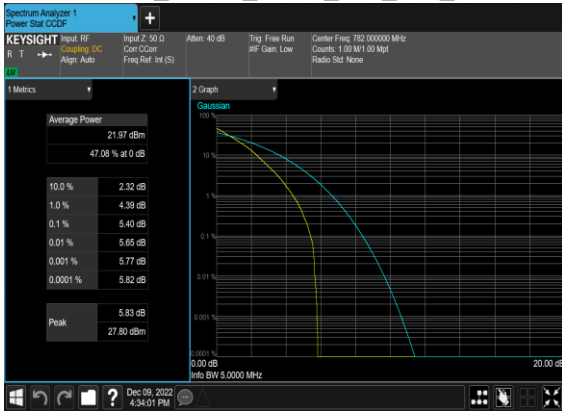 Spectrum Analyzer 1
Power Stat CCDF
KEYSIGHT
R T
Input: RF
Coupling: DC
Align: Auto
Input Z: 50 Ω
Corr CCorr
Freq Ref: Int (S)
Atten: 40 dB
Trig: Free Run
#IF Gain: Low
Center Freq: 782.000000 MHz
Counts: 1.00 M/1.00 Mpt
Radio Std: None
1 Metrics
Average Power
21.97 dBm
47.08 % at 0 dB
10.0 % 2.32 dB
1.0 % 4.39 dB
0.1 % 5.40 dB
0.01 % 5.65 dB
0.001 % 5.77 dB
0.0001 % 5.82 dB
Peak
5.83 dB
27.80 dBm
2 Graph
Gaussian
100 %
10 %
1 %
0.1 %
0.01 %
0.001 %
0.0001 %
0.00 dB 20.00 dB
Info BW 5.0000 MHz
?
Dec 09, 2022
4:34:01 PM